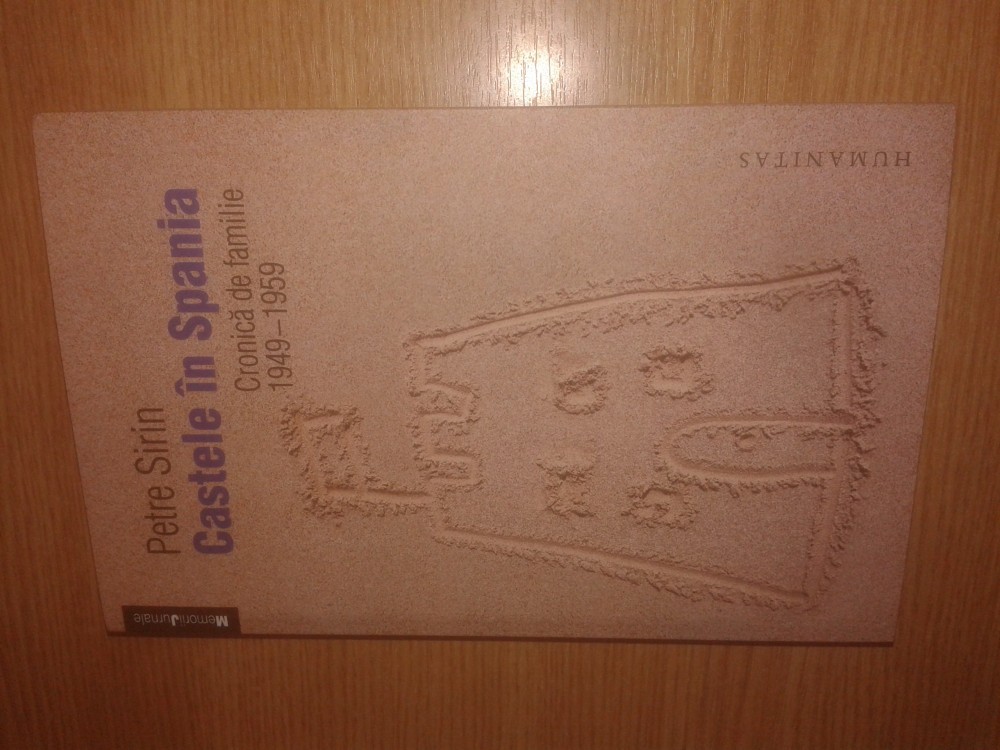 Petre Sirin
Castele în Spania
Cronică de familie
1949–1959
MemoriiJurnale
HUMANITAS